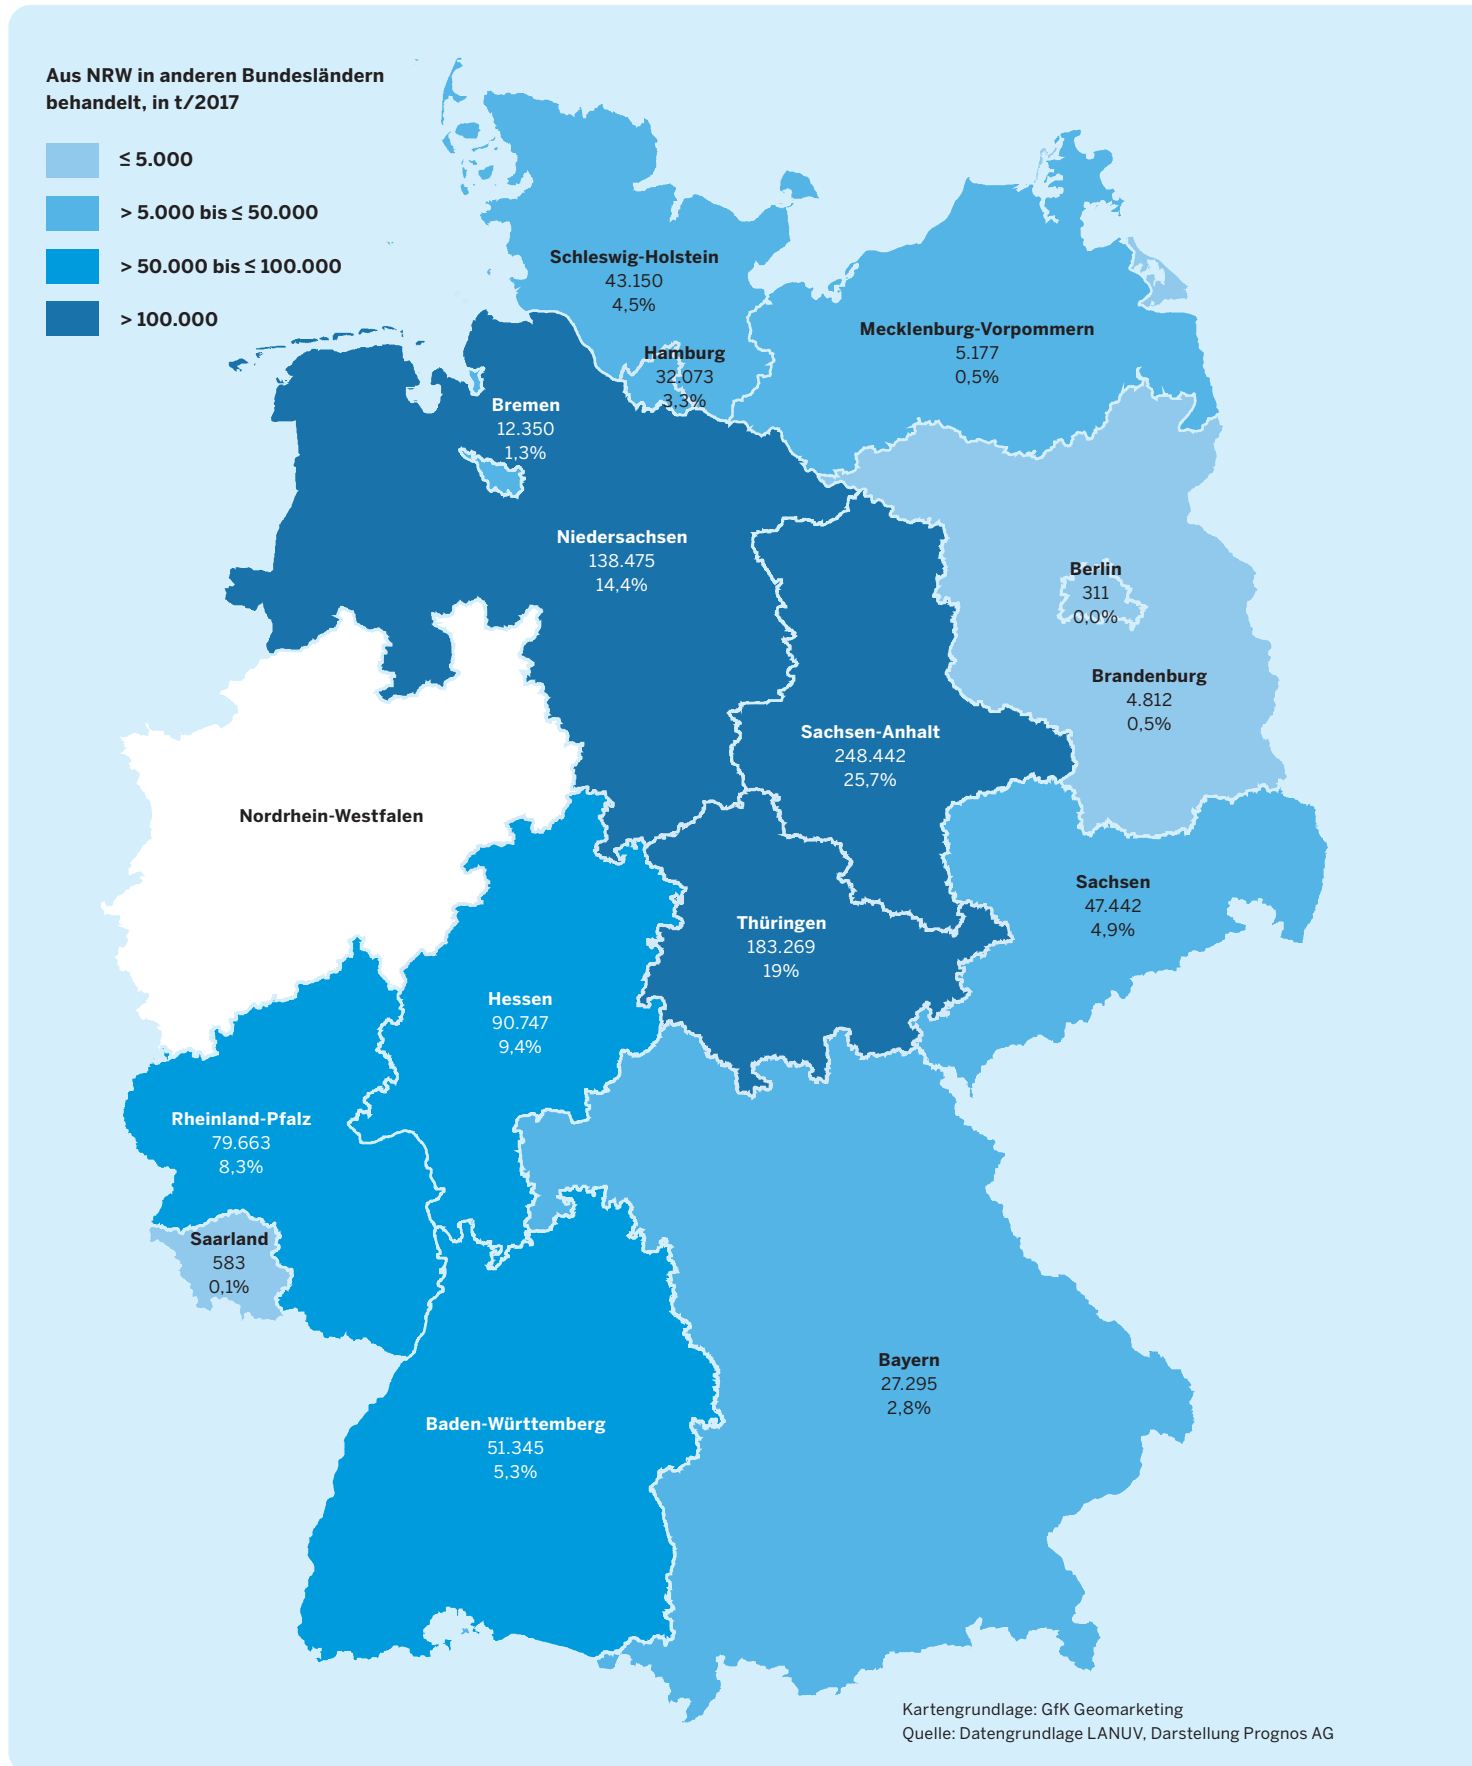 Aus NRW in anderen Bundesländern
behandelt, in t/2017
≤ 5.000
> 5.000 bis ≤ 50.000
> 50.000 bis ≤ 100.000
> 100.000
Schleswig-Holstein
43.150
4,5%
Hamburg
32.073
3,3%
Mecklenburg-Vorpommern
5.177
0,5%
Bremen
12.350
1,3%
Niedersachsen
138.475
14,4%
Berlin
311
0,0%
Brandenburg
4.812
0,5%
Sachsen-Anhalt
248.442
25,7%
Nordrhein-Westfalen
Sachsen
47.442
4,9%
Thüringen
183.269
19%
Hessen
90.747
9,4%
Rheinland-Pfalz
79.663
8,3%
Saarland
583
0,1%
Bayern
27.295
2,8%
Baden-Württemberg
51.345
5,3%
Kartengrundlage: GfK Geomarketing
Quelle: Datengrundlage LANUV, Darstellung Prognos AG